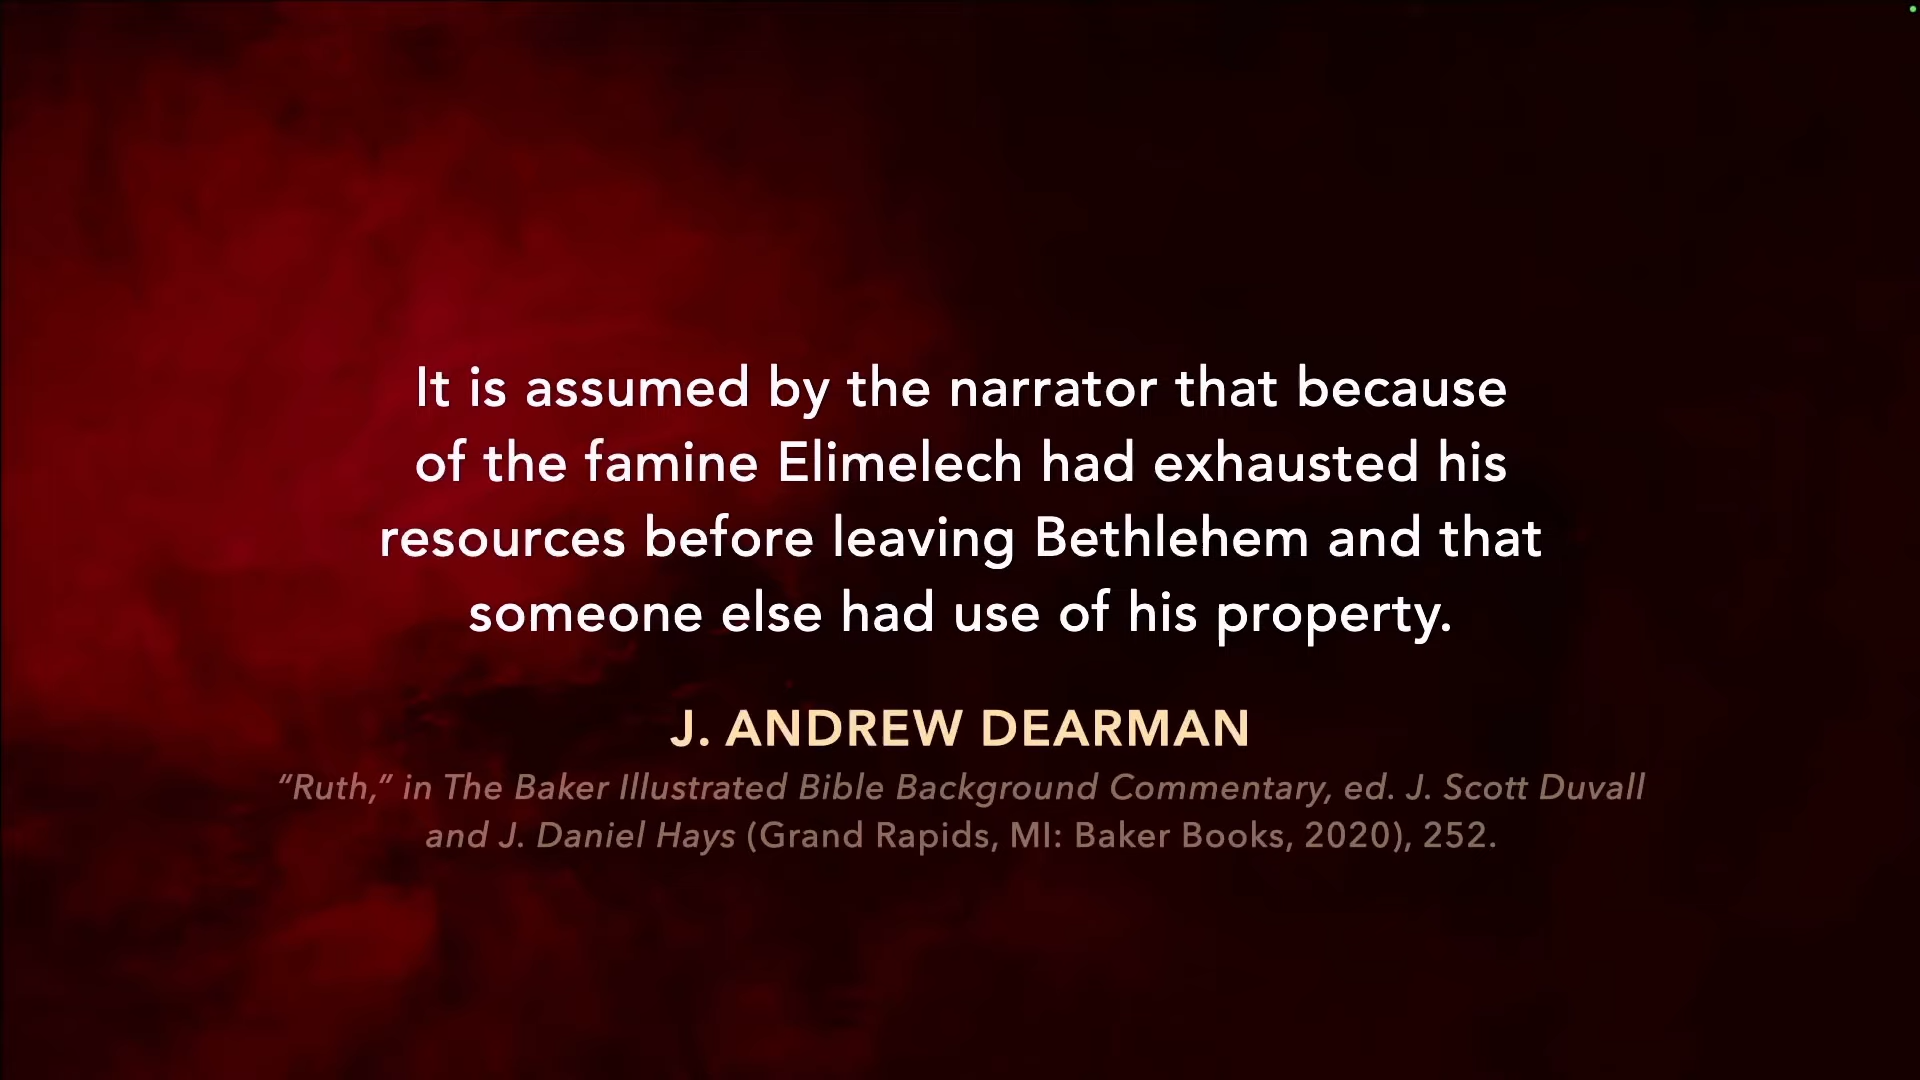 It is assumed by the narrator that because
of the famine Elimelech had exhausted his
resources before leaving Bethlehem and that
someone else had use of his property.
J. ANDREW DEARMAN
“Ruth,” in The Baker Illustrated Bible Background Commentary, ed. J. Scott Duvall
and J. Daniel Hays (Grand Rapids, MI: Baker Books, 2020), 252.